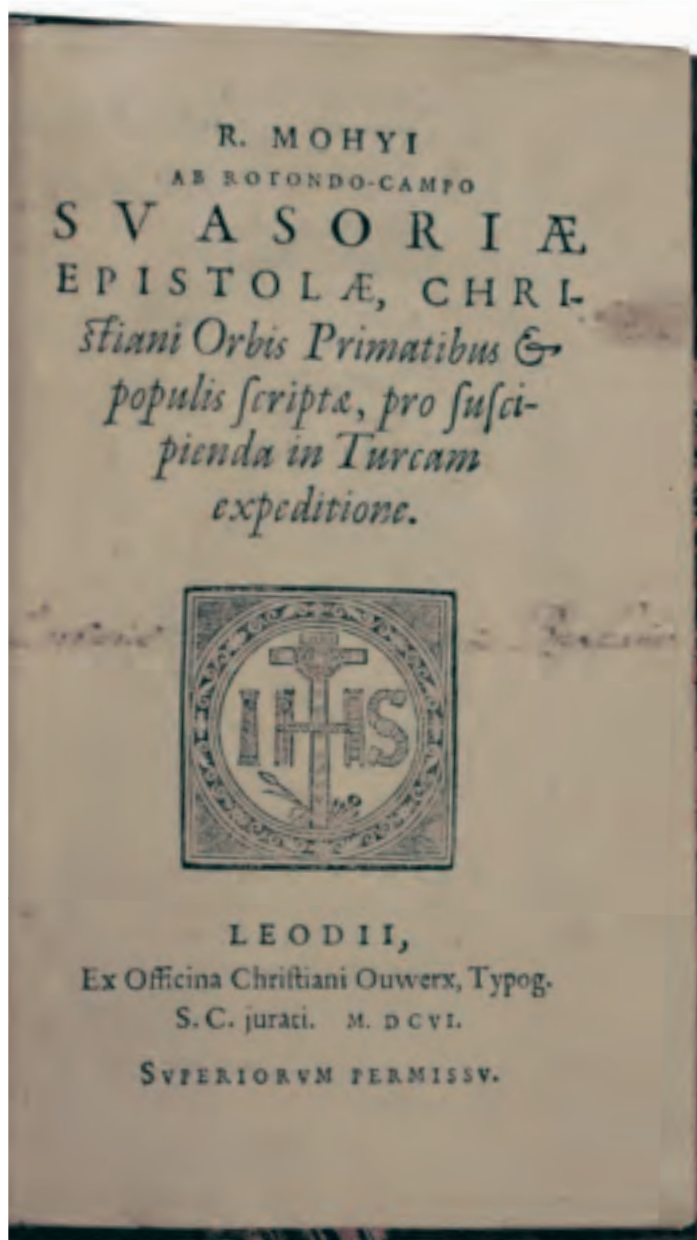 R. MOHYI
AB ROTONDO-CAMPO
SVASORIÆ
EPISTOLÆ, CHRI-
ſtiani Orbis Primatibus &
populis ſcriptæ, pro ſuſci-
pienda in Turcam
expeditione.
IHS
LEODII,
Ex Officina Chriſtiani Ouwerx, Typog.
S. C. jurati. M. DCVI.
SVPERIORVM PERMISSV.